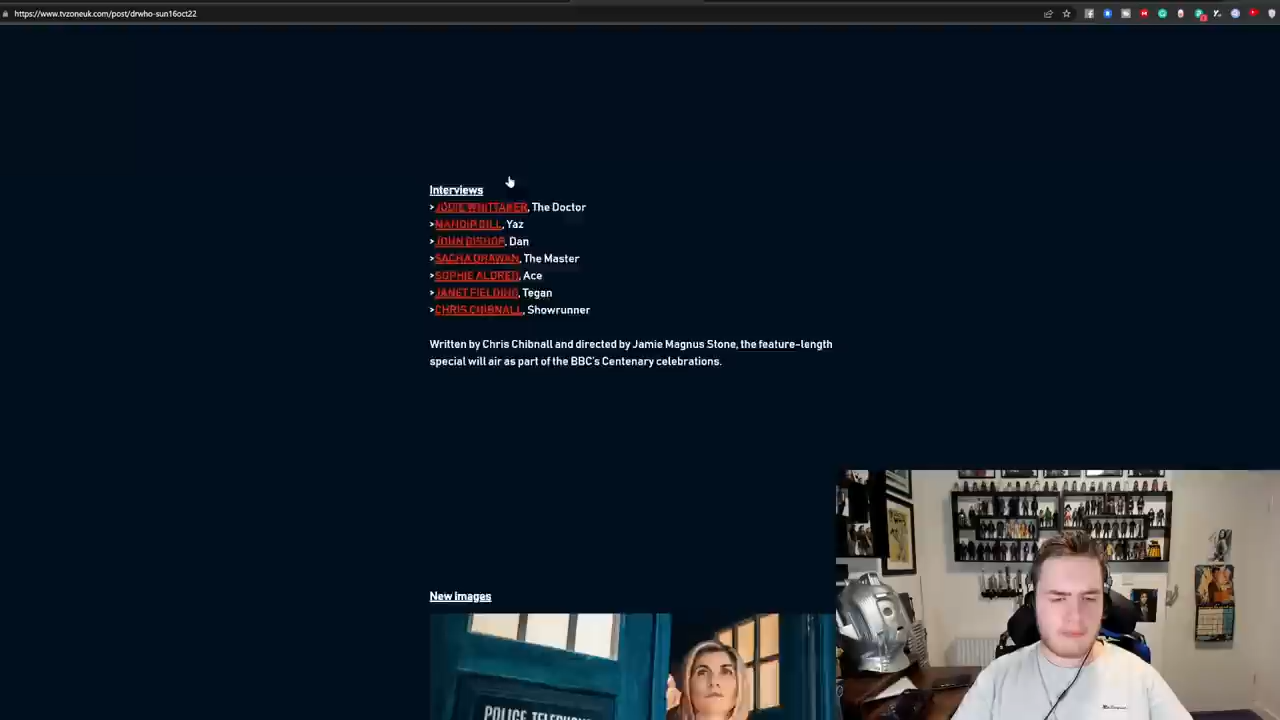 https://www.tvzoneuk.com/post/drwho-sun16oct22
Interviews
>JODIE WHITTAKER, The Doctor
>MANDIP GILL, Yaz
>JOHN BISHOP, Dan
>SACHA DHAWAN, The Master
>SOPHIE ALDRED, Ace
>JANET FIELDING, Tegan
>CHRIS CHIBNALL, Showrunner
Written by Chris Chibnall and directed by Jamie Magnus Stone, the feature-length
special will air as part of the BBC's Centenary celebrations.
New images
POLICE TELEPHONE